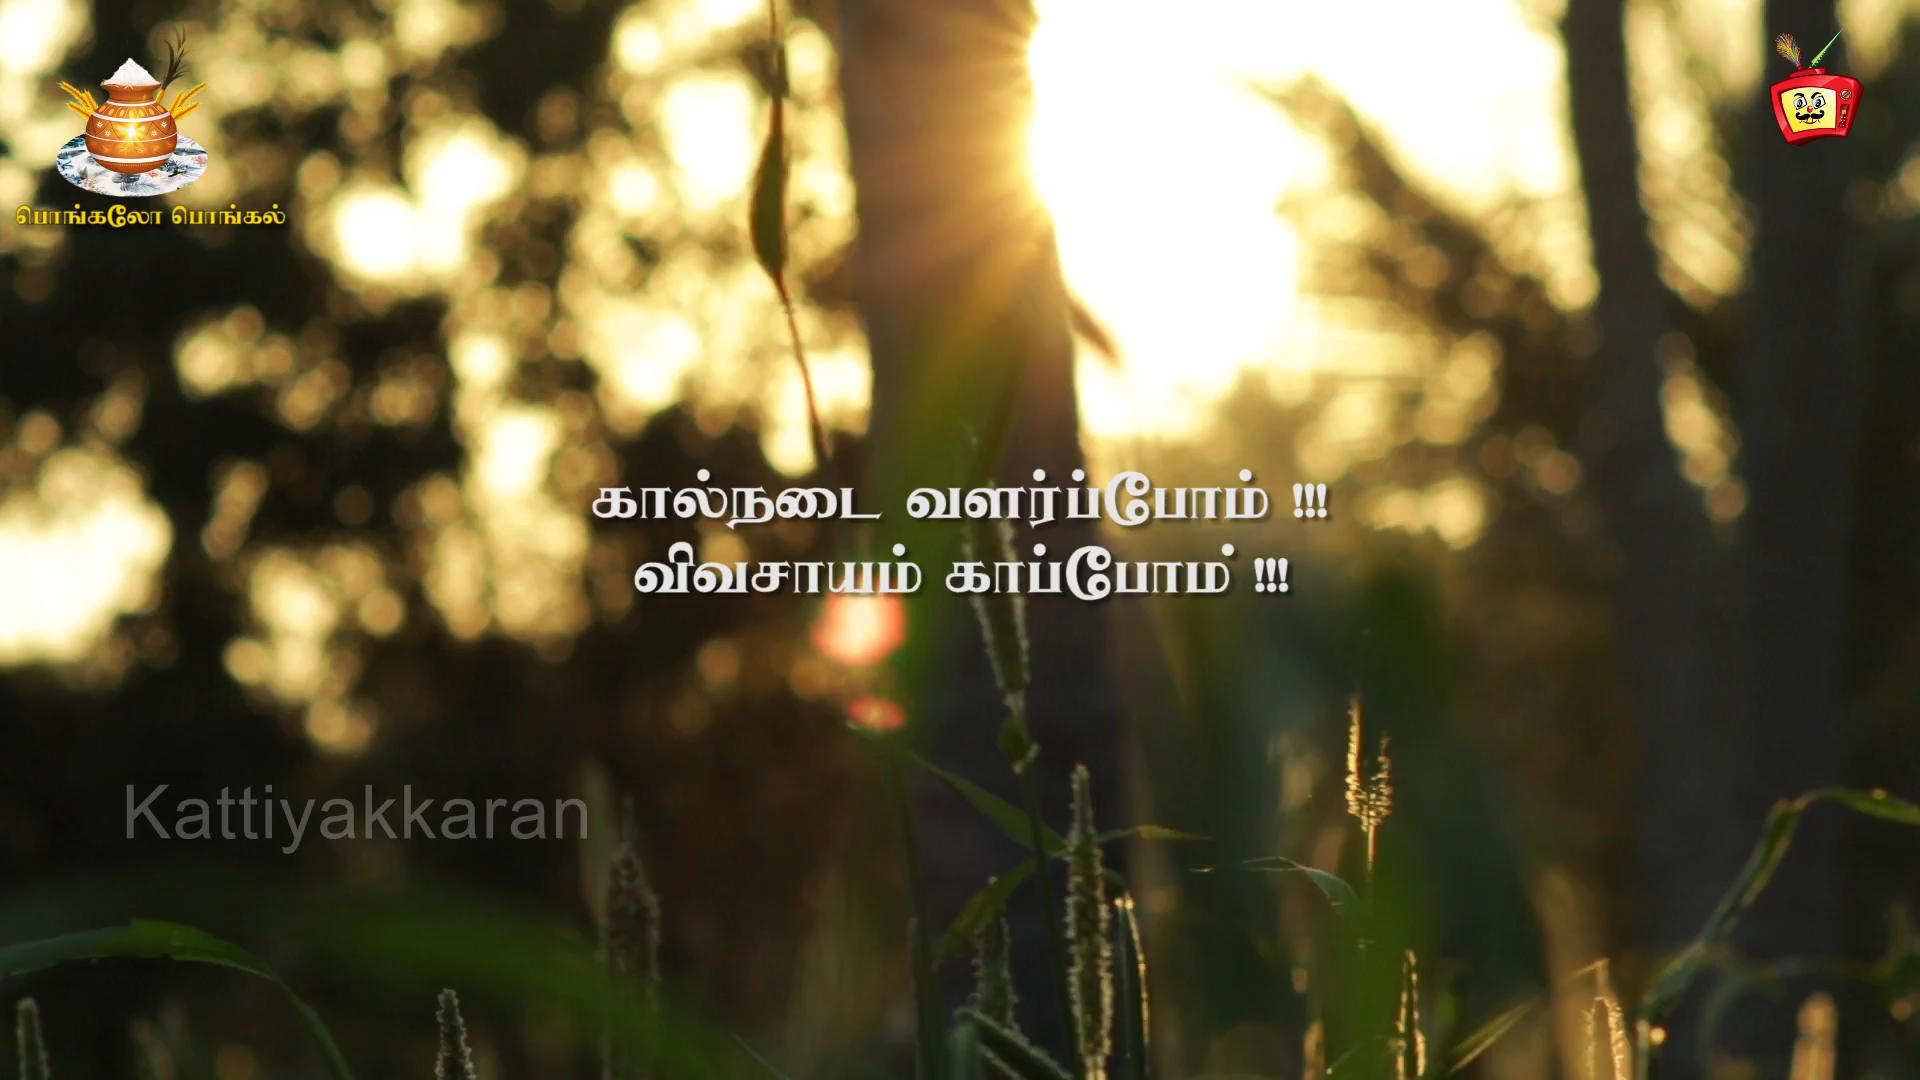 பொங்கலோ பொங்கல்
கால்நடை வளர்ப்போம் !!!
விவசாயம் காப்போம் !!!
Kattiyakkaran